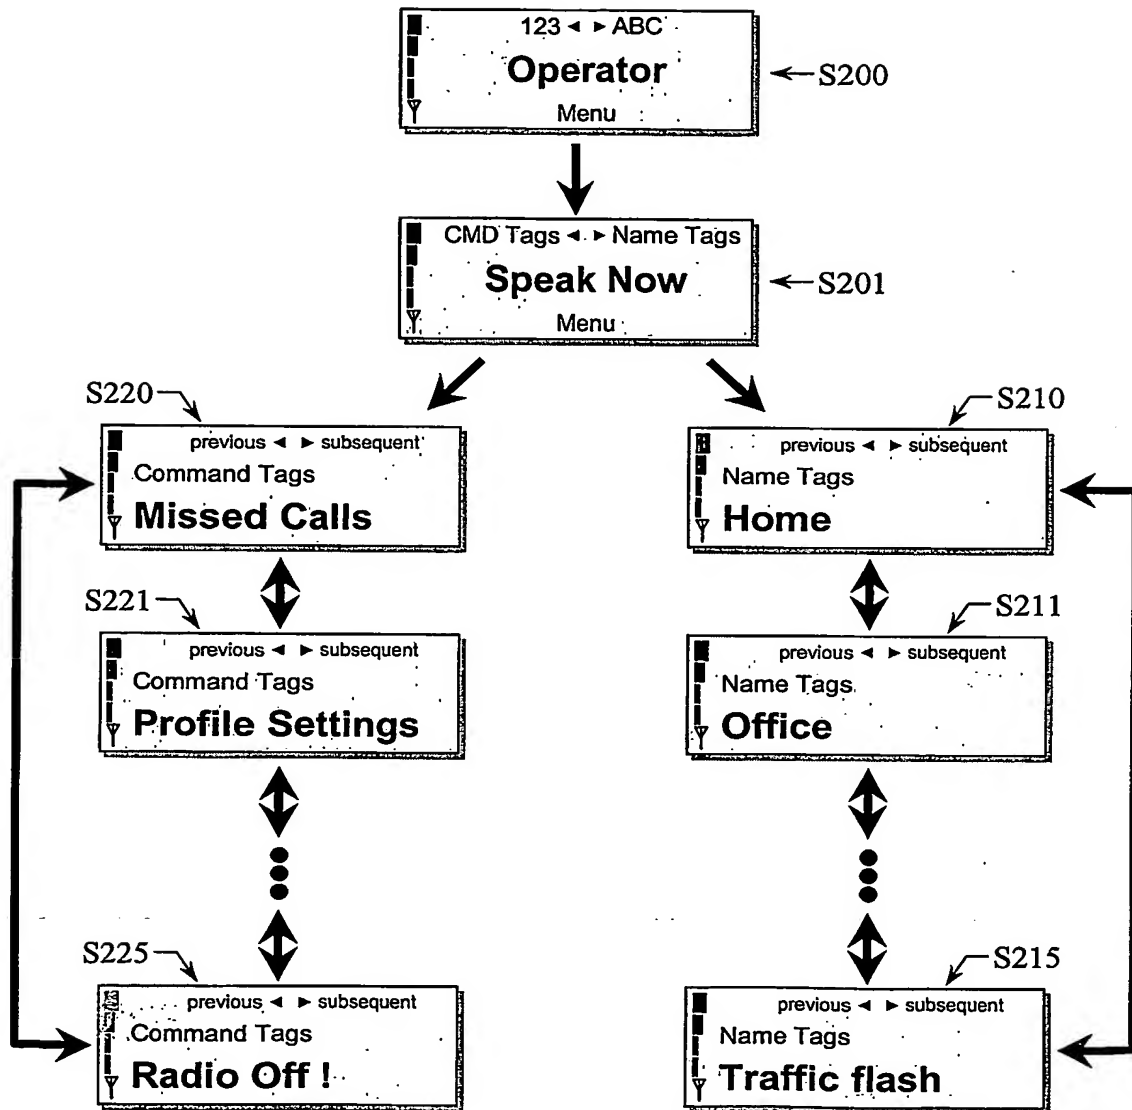 123 ◄ ► ABC
Operator
Menu
S200
CMD Tags ◄ ► Name Tags
Speak Now
Menu
S201
S220
previous ◄ ► subsequent
Command Tags
Missed Calls
S210
previous ◄ ► subsequent
Name Tags
Home
S221
previous ◄ ► subsequent
Command Tags
Profile Settings
S211
previous ◄ ► subsequent
Name Tags
Office
S225
previous ◄ ► subsequent
Command Tags
Radio Off !
S215
previous ◄ ► subsequent
Name Tags
Traffic flash